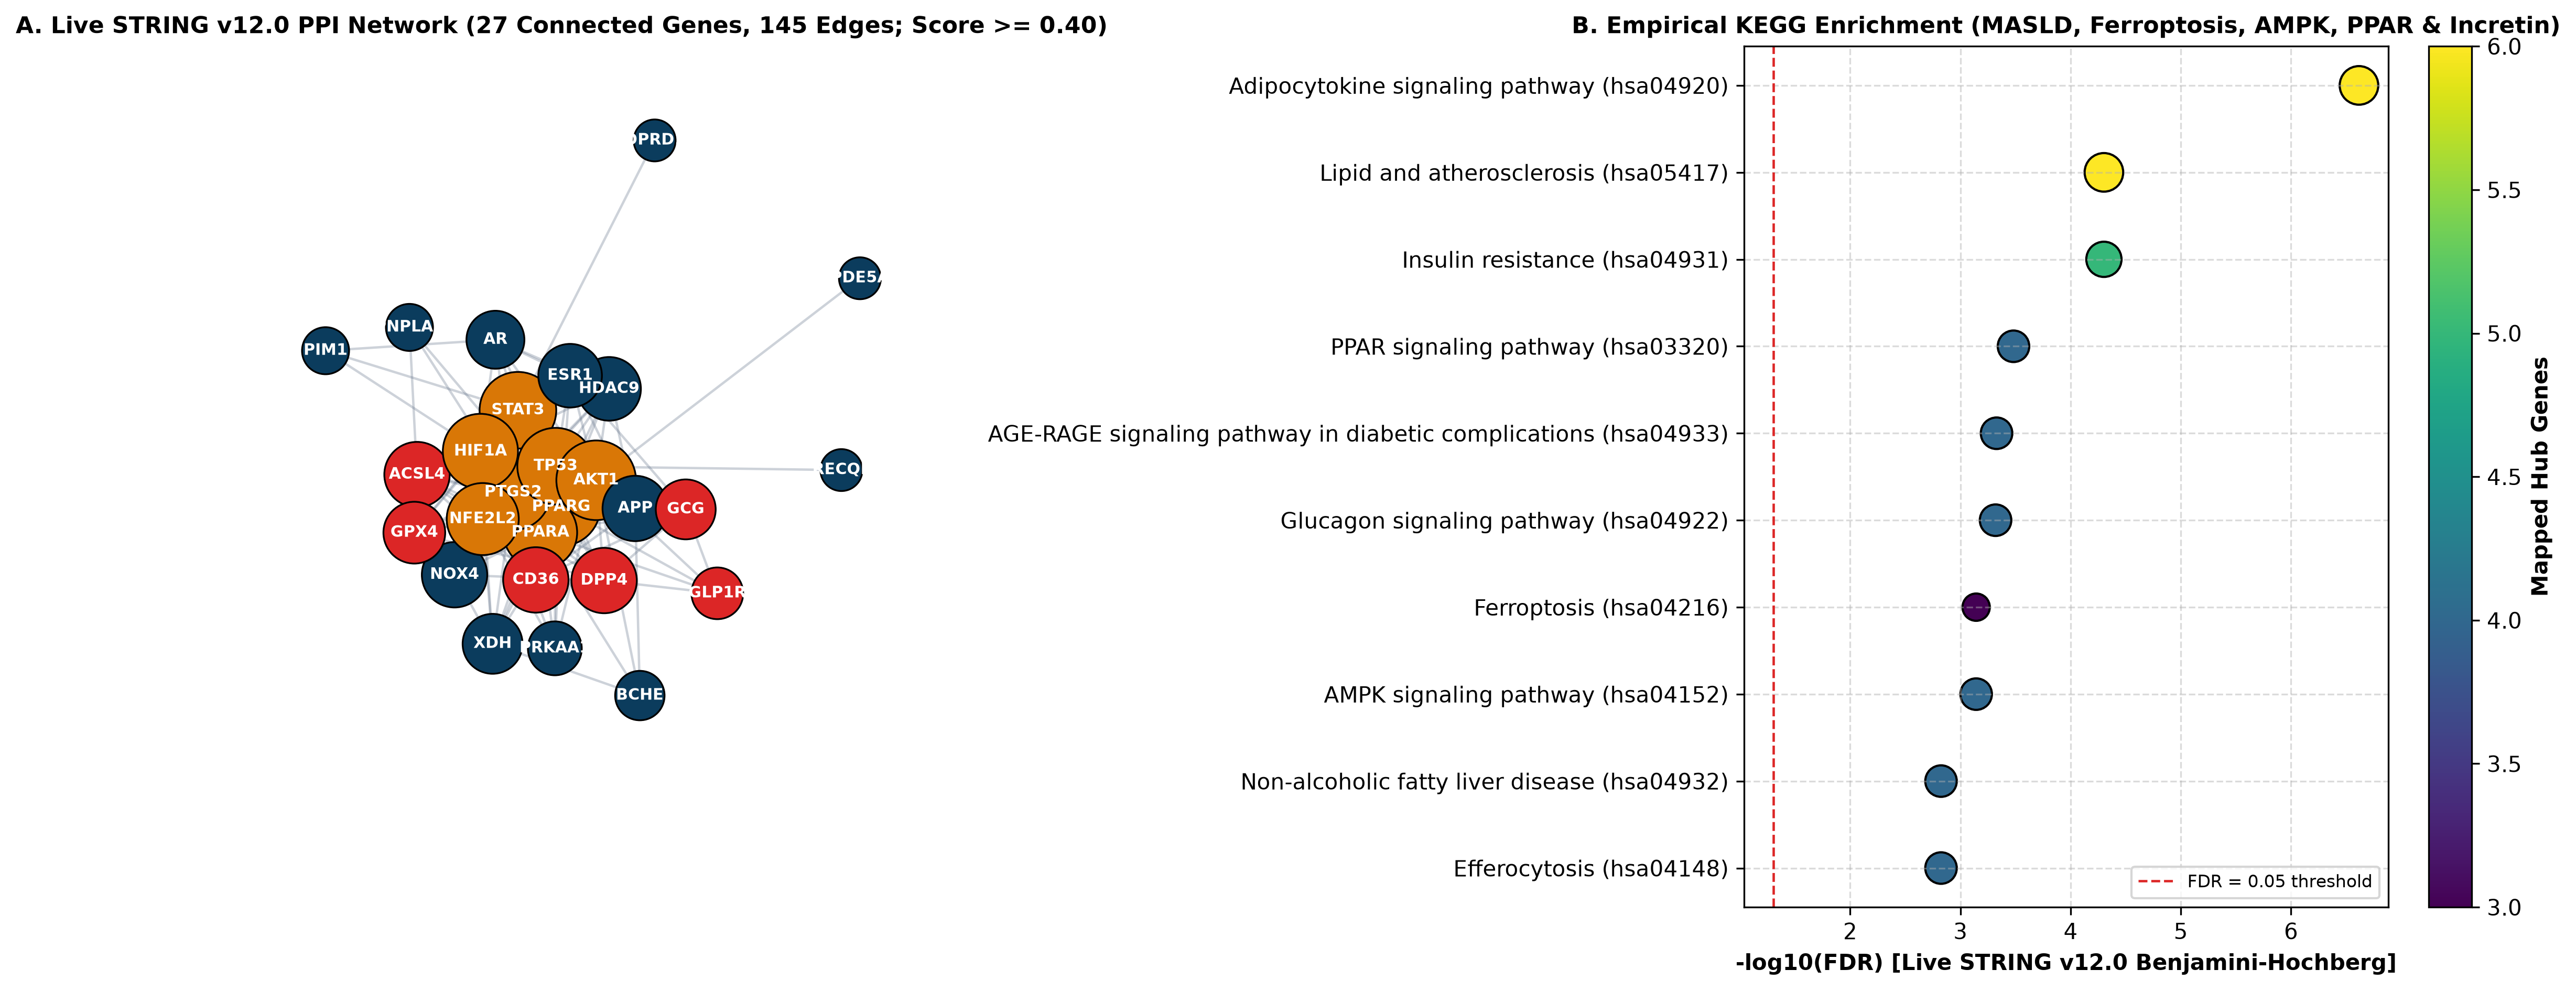 A. Live STRING v12.0 PPI Network (27 Connected Genes, 145 Edges; Score >= 0.40)
PIM1
NPLA
AR
ESR1
HDAC9
STAT3
HIF1A
TP53
ACSL4
AKT1
PTGS2
PPARG
APP
GCG
NFE2L2
GPX4
PPARA
NOX4
CD36
DPP4
GLP1R
XDH
BCHE
B. Empirical KEGG Enrichment (MASLD, Ferroptosis, AMPK, PPAR & Incretin)
Adipocytokine signaling pathway (hsa04920)
Lipid and atherosclerosis (hsa05417)
Insulin resistance (hsa04931)
PPAR signaling pathway (hsa03320)
AGE-RAGE signaling pathway in diabetic complications (hsa04933)
Glucagon signaling pathway (hsa04922)
Ferroptosis (hsa04216)
AMPK signaling pathway (hsa04152)
Non-alcoholic fatty liver disease (hsa04932)
Efferocytosis (hsa04148)
FDR = 0.05 threshold
2 3 4 5 6
-log10(FDR) [Live STRING v12.0 Benjamini-Hochberg]
6.0
5.5
5.0
4.5
4.0
3.5
3.0
Mapped Hub Genes